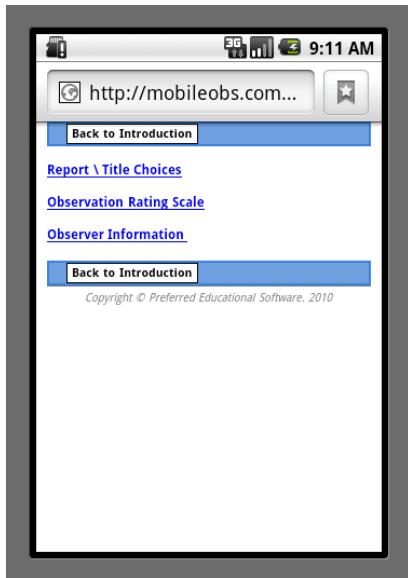 3G 9:11 AM
http://mobileobs.com...
Back to Introduction
Report \ Title Choices
Observation Rating Scale
Observer Information
Back to Introduction
Copyright © Preferred Educational Software. 2010